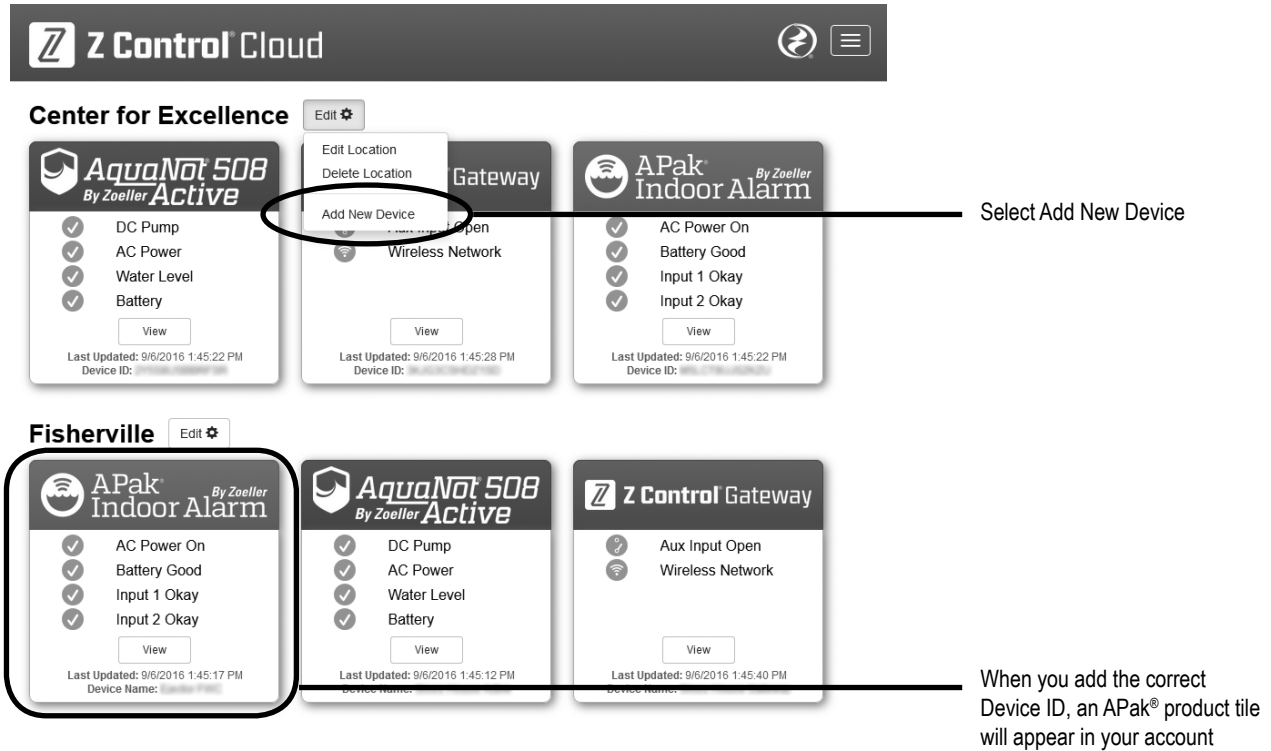 Z Control® Cloud
Center for Excellence
Edit
Edit Location
Delete Location
Add New Device
AquaNot® 508
By Zoeller Active
DC Pump
AC Power
Water Level
Battery
View
Last Updated: 9/6/2016 1:45:22 PM
Device ID:
Gateway
Aux Input Open
Wireless Network
View
Last Updated: 9/6/2016 1:45:28 PM
Device ID:
APak® By Zoeller
Indoor Alarm
AC Power On
Battery Good
Input 1 Okay
Input 2 Okay
View
Last Updated: 9/6/2016 1:45:22 PM
Device ID:
Select Add New Device
Fisherville
Edit
APak® By Zoeller
Indoor Alarm
AC Power On
Battery Good
Input 1 Okay
Input 2 Okay
View
Last Updated: 9/6/2016 1:45:17 PM
Device Name:
AquaNot® 508
By Zoeller Active
DC Pump
AC Power
Water Level
Battery
View
Last Updated: 9/6/2016 1:45:12 PM
Device Name:
Z Control® Gateway
Aux Input Open
Wireless Network
View
Last Updated: 9/6/2016 1:45:40 PM
Device Name:
When you add the correct
Device ID, an APak® product tile
will appear in your account